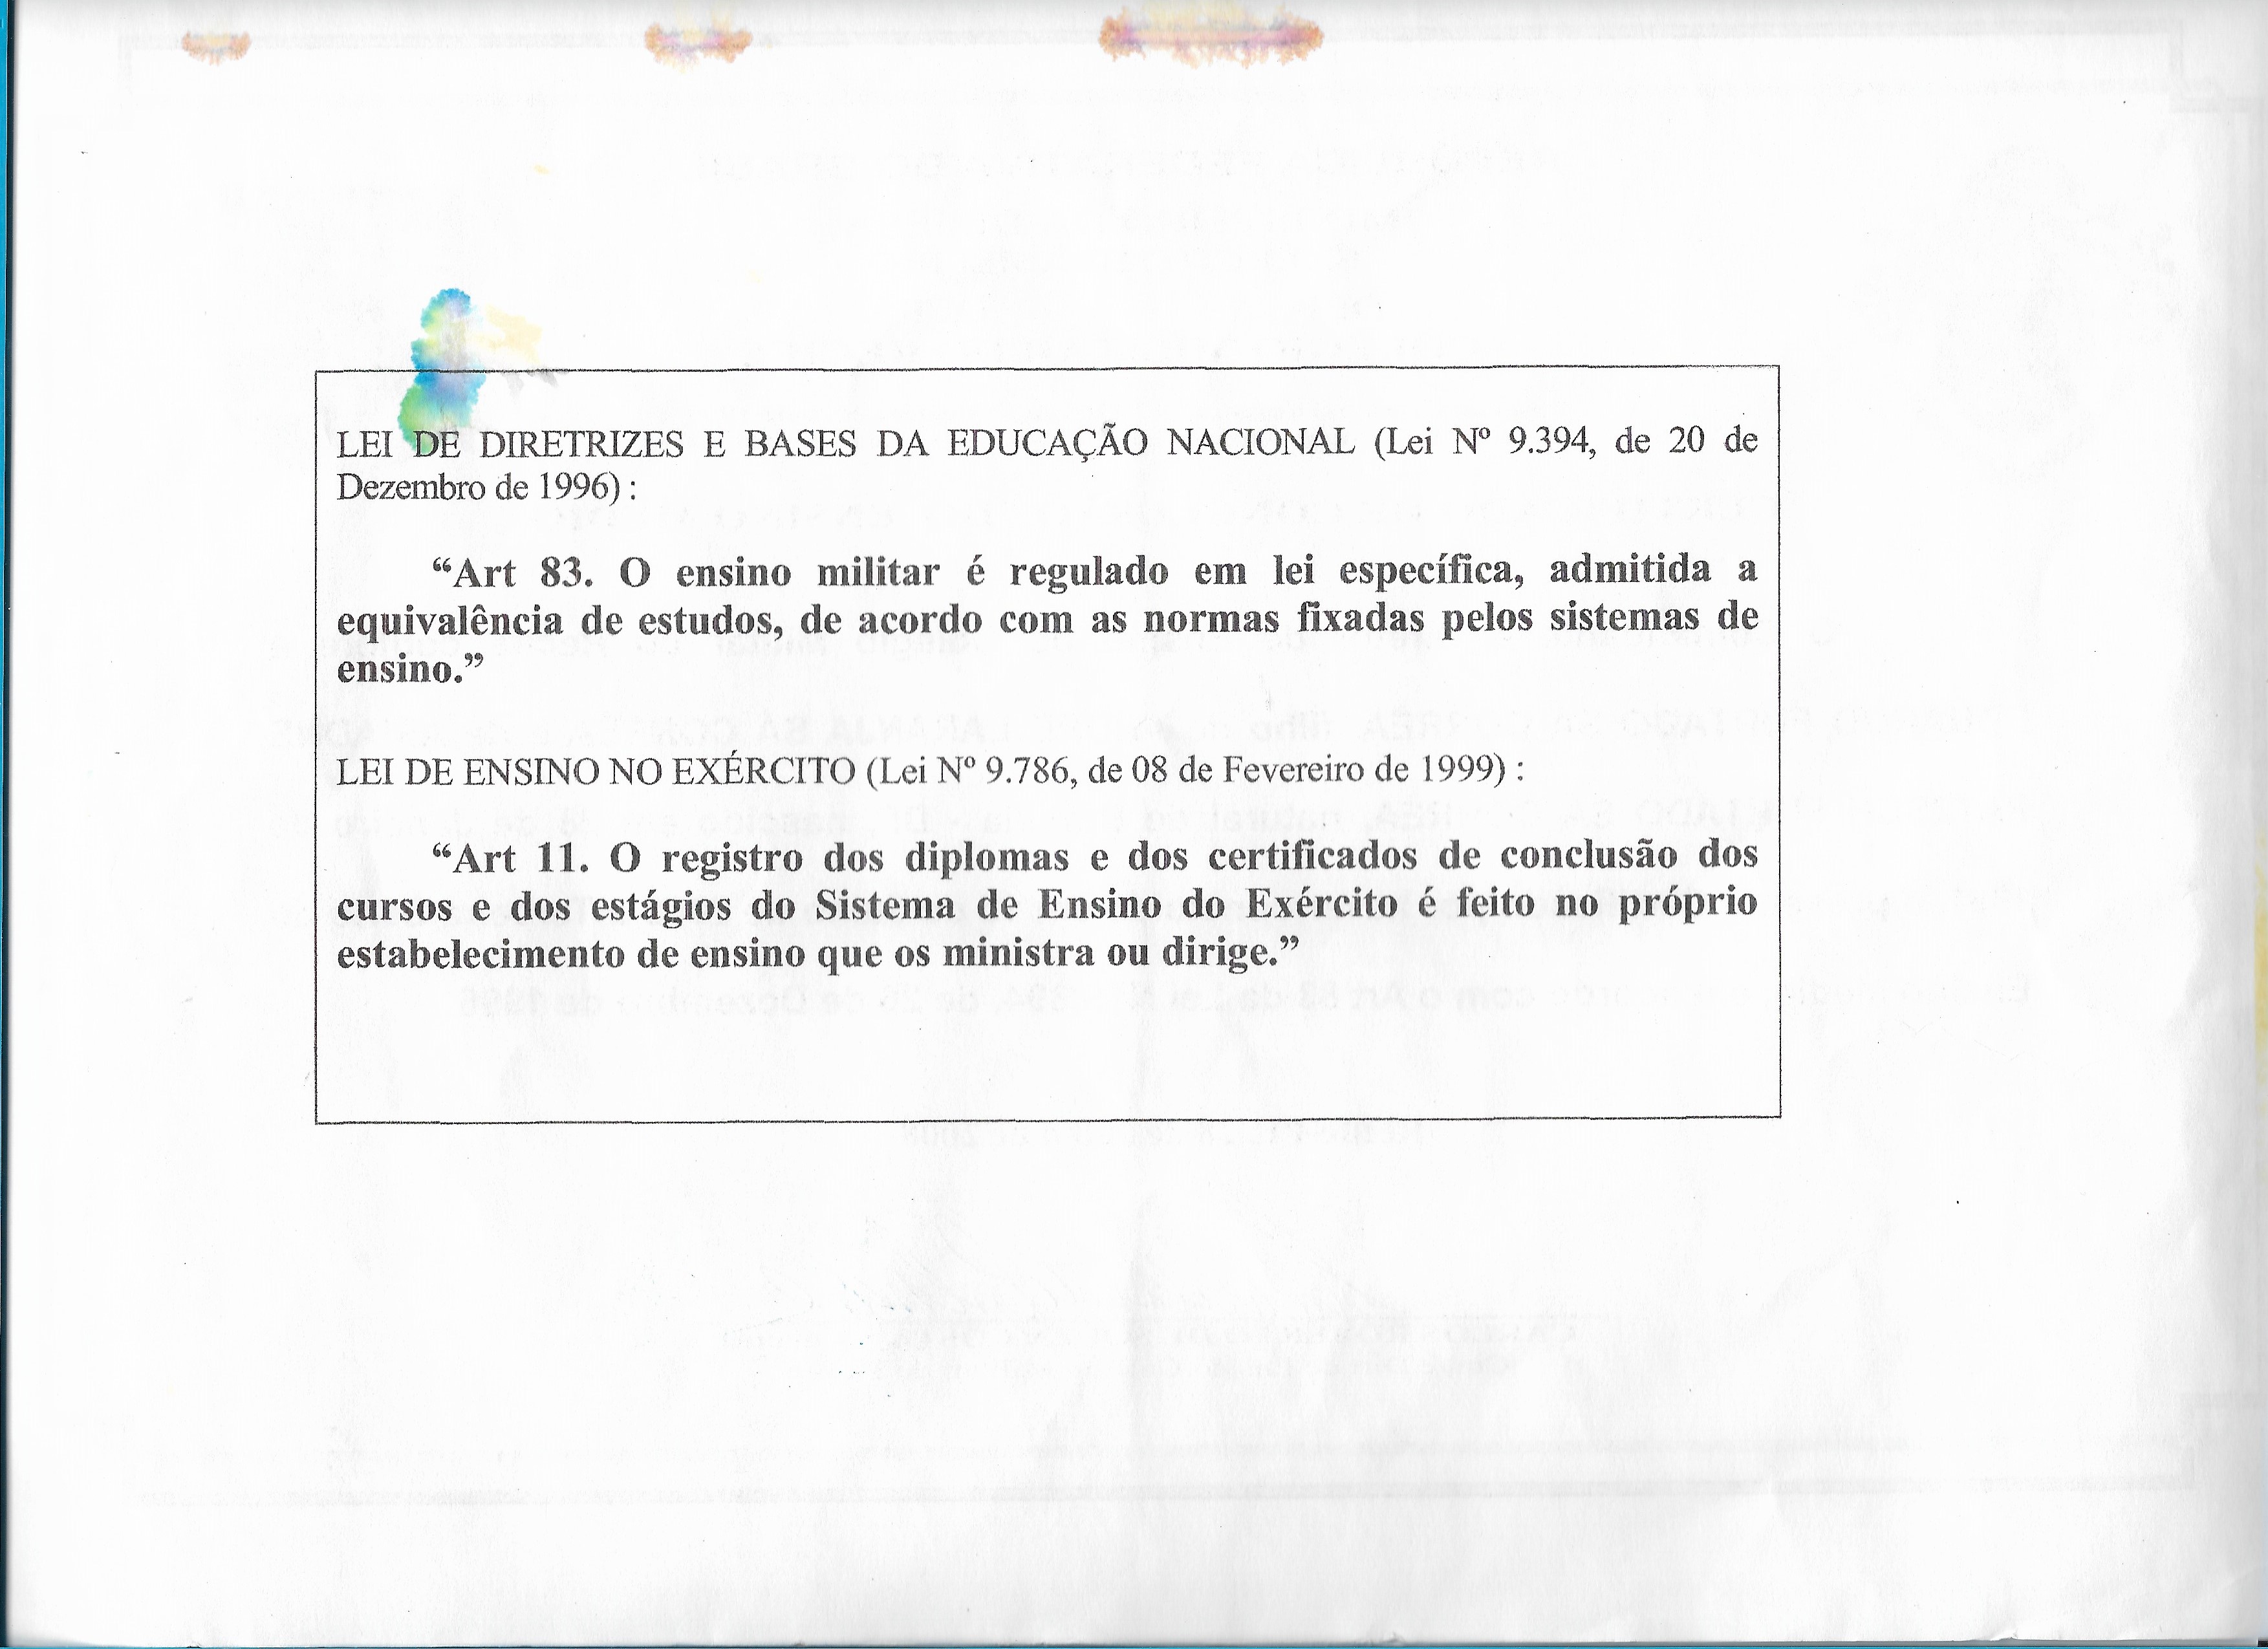 LEI DE DIRETRIZES E BASES DA EDUCAÇÃO NACIONAL (Lei Nº 9.394, de 20 de
Dezembro de 1996) :
“Art 83. O ensino militar é regulado em lei específica, admitida a
equivalência de estudos, de acordo com as normas fixadas pelos sistemas de
ensino.”
LEI DE ENSINO NO EXÉRCITO (Lei Nº 9.786, de 08 de Fevereiro de 1999) :
“Art 11. O registro dos diplomas e dos certificados de conclusão dos
cursos e dos estágios do Sistema de Ensino do Exército é feito no próprio
estabelecimento de ensino que os ministra ou dirige.”